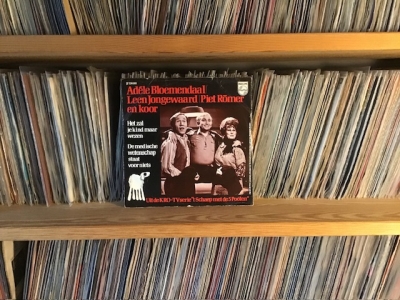 Adèle Bloemendaal/
Leen Jongewaard/Piet Römer
en koor
Het zal
je kind maar
wezen
De medische
wetenschap
staat
voor niets
Uit de KRO-TV serie "'t Schaep met de 5 Pooten"